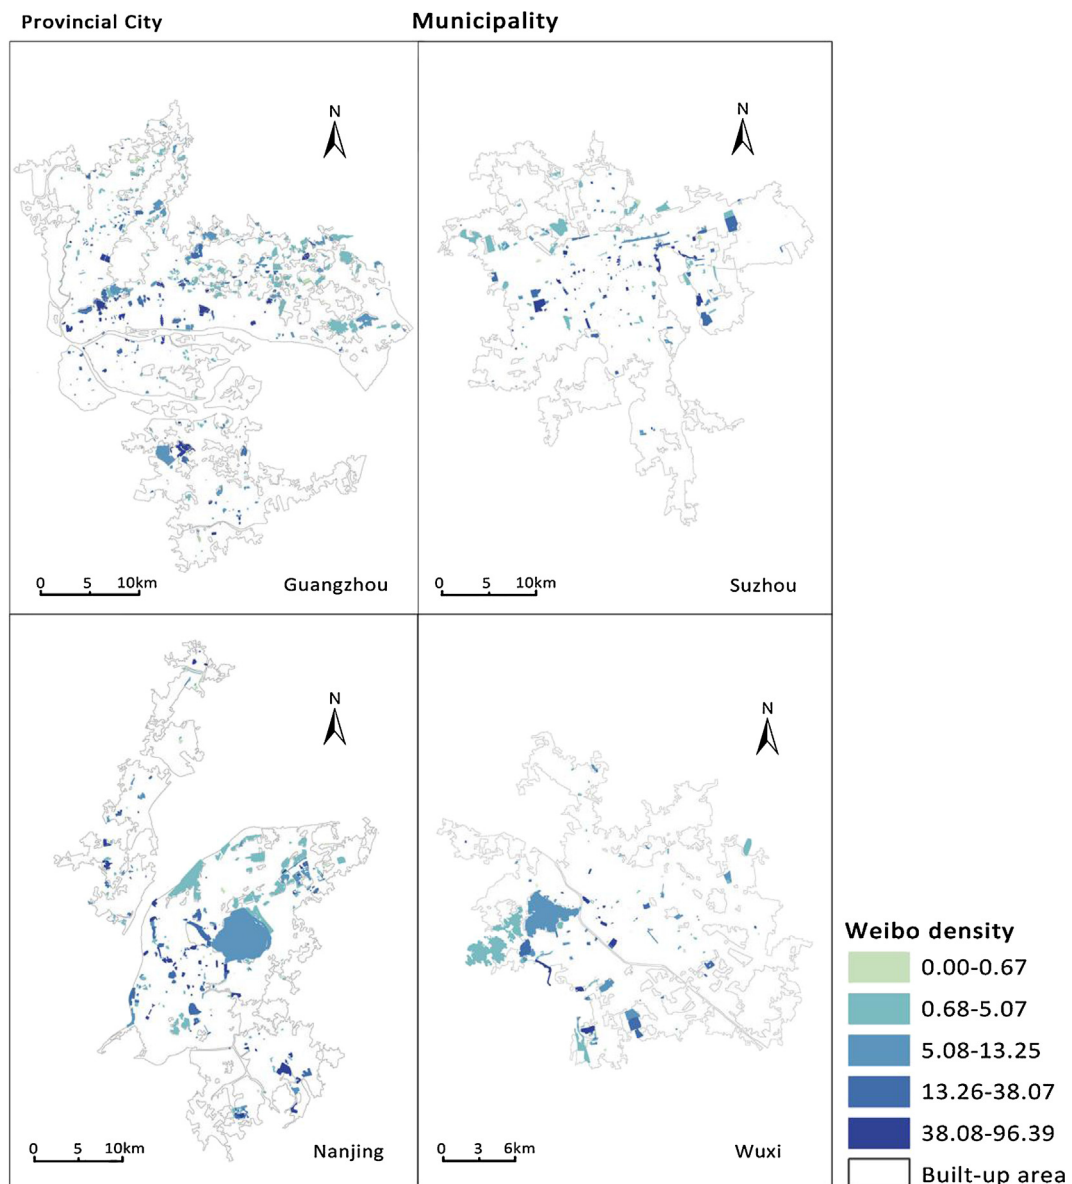 Provincial City
Municipality
N
N
0 5 10km
Guangzhou
0 5 10km
Suzhou
N
N
0 5 10km
Nanjing
0 3 6km
Wuxi
Weibo density
0.00-0.67
0.68-5.07
5.08-13.25
13.26-38.07
38.08-96.39
Built-up area